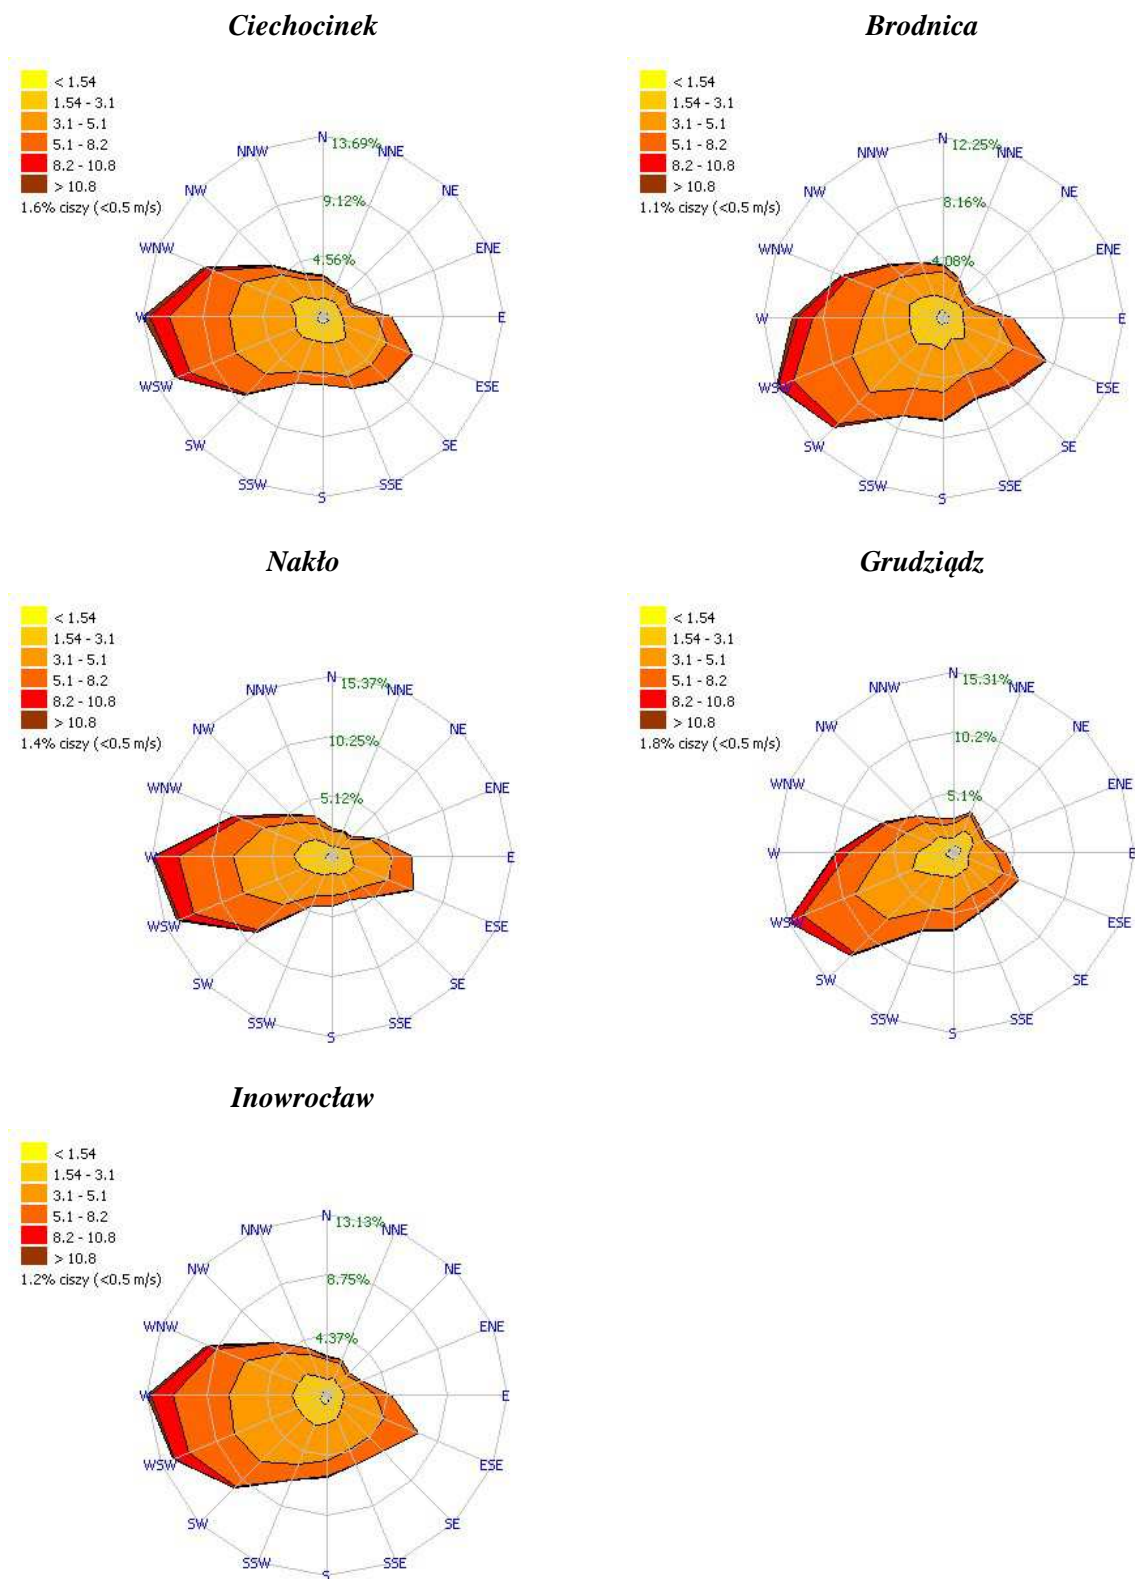 Ciechocinek
< 1.54
1.54 - 3.1
3.1 - 5.1
5.1 - 8.2
8.2 - 10.8
> 10.8
1.6% ciszy (<0.5 m/s)
N
13.69%
NNW
NNE
NW
NE
9.12%
WNW
ENE
4.56%
W
E
WSW
ESE
SW
SE
SSW
SSE
S
Brodnica
< 1.54
1.54 - 3.1
3.1 - 5.1
5.1 - 8.2
8.2 - 10.8
> 10.8
1.1% ciszy (<0.5 m/s)
N
12.25%
NNW
NNE
NW
NE
8.16%
WNW
ENE
4.08%
W
E
WSW
ESE
SW
SE
SSW
SSE
S
Nakło
< 1.54
1.54 - 3.1
3.1 - 5.1
5.1 - 8.2
8.2 - 10.8
> 10.8
1.4% ciszy (<0.5 m/s)
N
15.37%
NNW
NNE
NW
NE
10.25%
WNW
ENE
5.12%
W
E
WSW
ESE
SW
SE
SSW
SSE
S
Grudziądz
< 1.54
1.54 - 3.1
3.1 - 5.1
5.1 - 8.2
8.2 - 10.8
> 10.8
1.8% ciszy (<0.5 m/s)
N
15.31%
NNW
NNE
NW
NE
10.2%
WNW
ENE
5.1%
W
E
WSW
ESE
SW
SE
SSW
SSE
S
Inowrocław
< 1.54
1.54 - 3.1
3.1 - 5.1
5.1 - 8.2
8.2 - 10.8
> 10.8
1.2% ciszy (<0.5 m/s)
N
13.13%
NNW
NNE
NW
NE
8.75%
WNW
ENE
4.37%
W
E
WSW
ESE
SW
SE
SSW
SSE
S